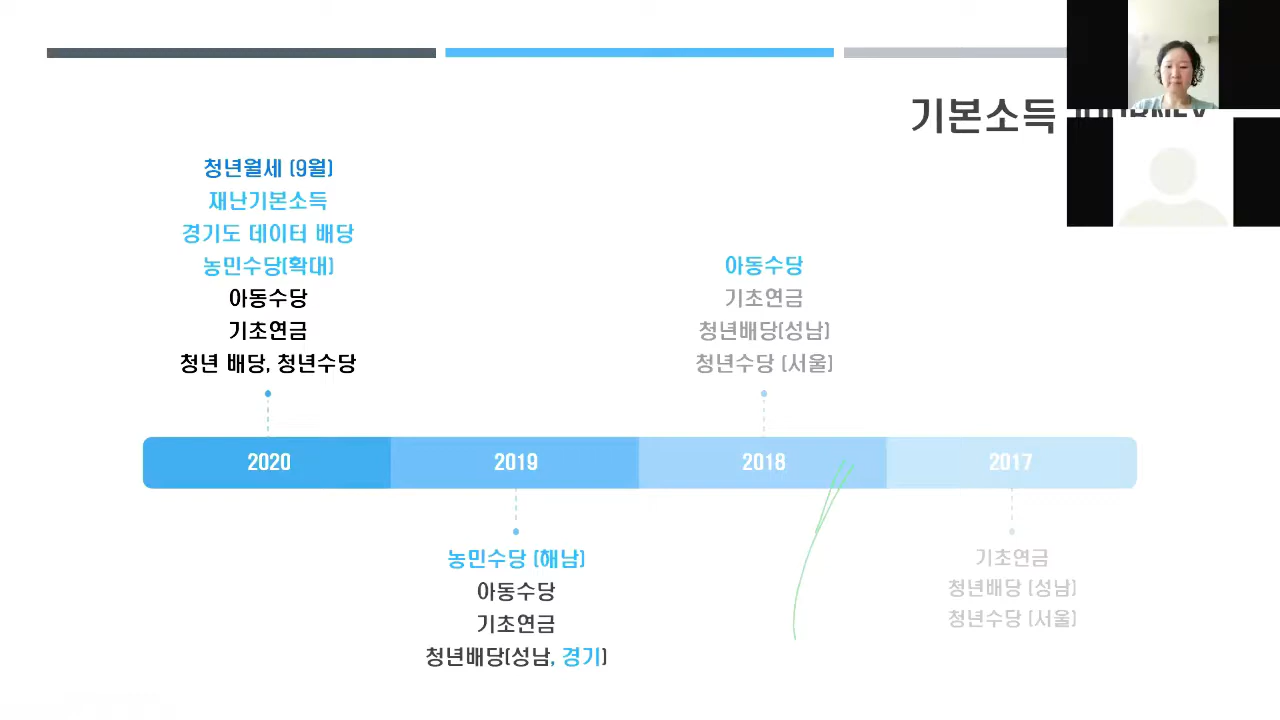 기본소득
청년월세 (9월)
재난기본소득
경기도 데이터 배당
농민수당(확대)
아동수당
기초연금
청년 배당, 청년수당
아동수당
기초연금
청년배당(성남)
청년수당 (서울)
2020
2019
2018
2017
농민수당 (해남)
아동수당
기초연금
청년배당(성남, 경기)
기초연금
청년배당 (성남)
청년수당 (서울)